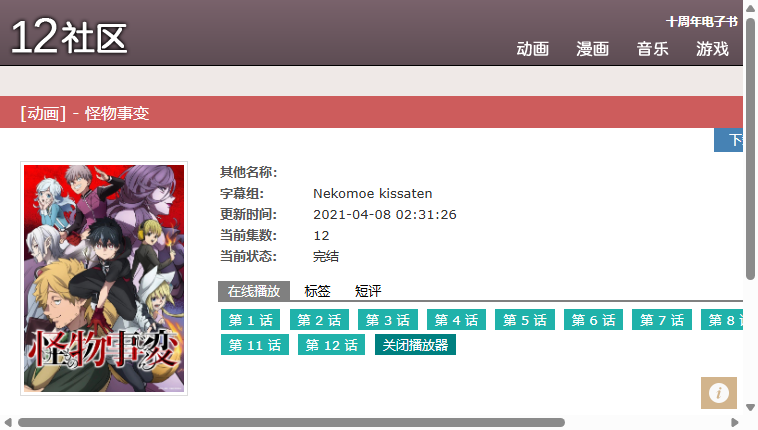 12社区
十周年电子书
动画 漫画 音乐 游戏
[动画] - 怪物事变
下
其他名称:
字幕组: Nekomoe kissaten
更新时间: 2021-04-08 02:31:26
当前集数: 12
当前状态: 完结
怪物事変
在线播放 标签 短评
第 1 话 第 2 话 第 3 话 第 4 话 第 5 话 第 6 话 第 7 话 第 8
第 11 话 第 12 话 关闭播放器
i